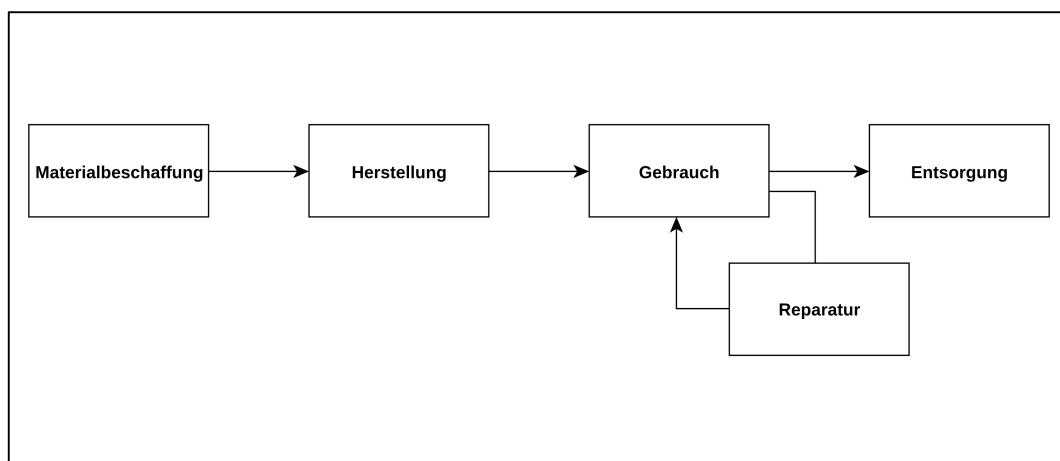 Materialbeschaffung
Herstellung
Gebrauch
Entsorgung
Reparatur